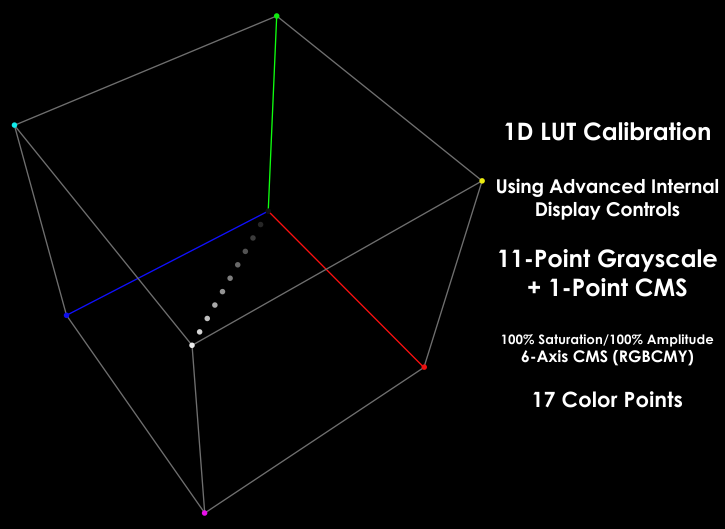 1D LUT Calibration
Using Advanced Internal
Display Controls
11-Point Grayscale
+ 1-Point CMS
100% Saturation/100% Amplitude
6-Axis CMS (RGBCMY)
17 Color Points